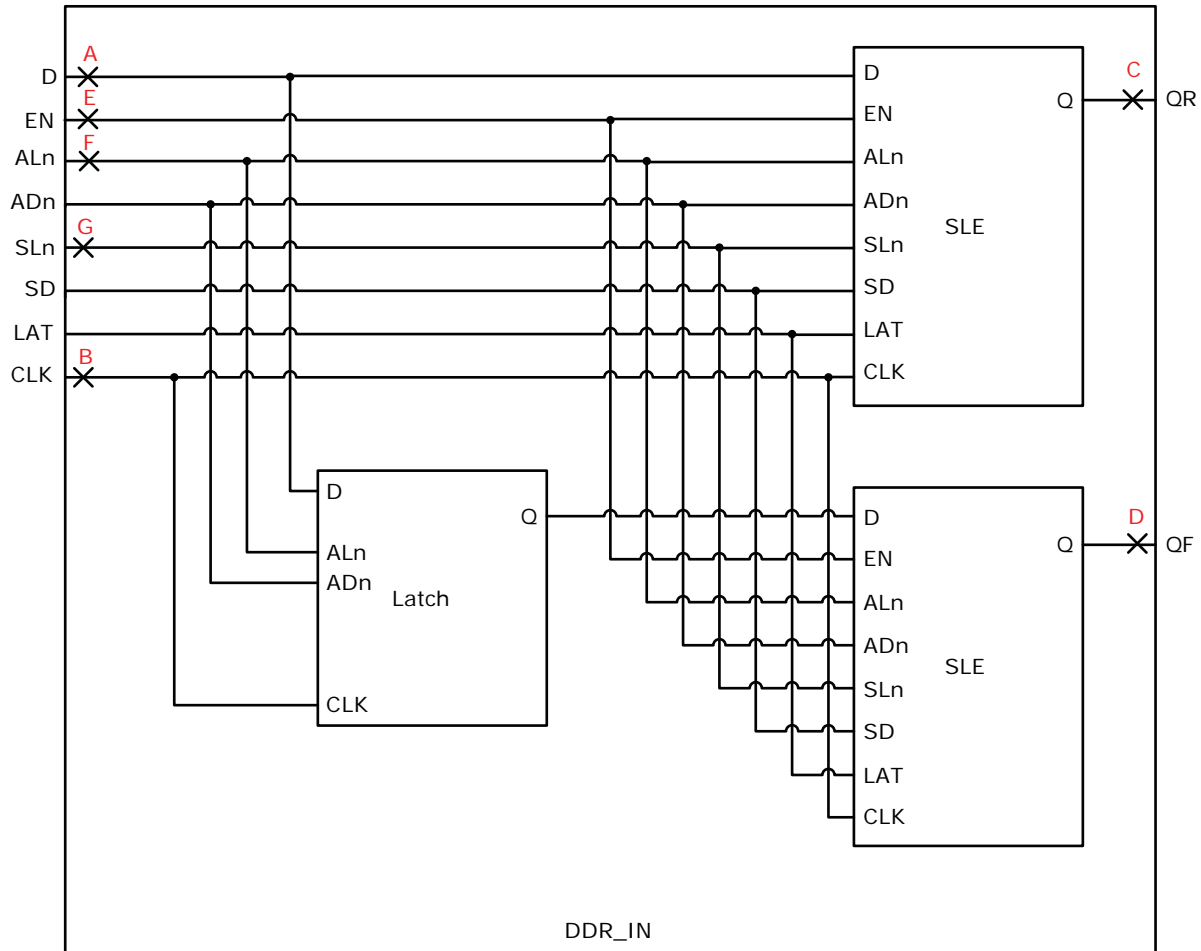 A
D
E
EN
F
ALn
ADn
G
SLn
SD
LAT
B
CLK
D
EN
ALn
ADn
SLn
SD
LAT
CLK
SLE
Q
C
QR
D
ALn
ADn
CLK
Latch
Q
D
EN
ALn
ADn
SLn
SD
LAT
CLK
SLE
Q
D
QF
DDR_IN